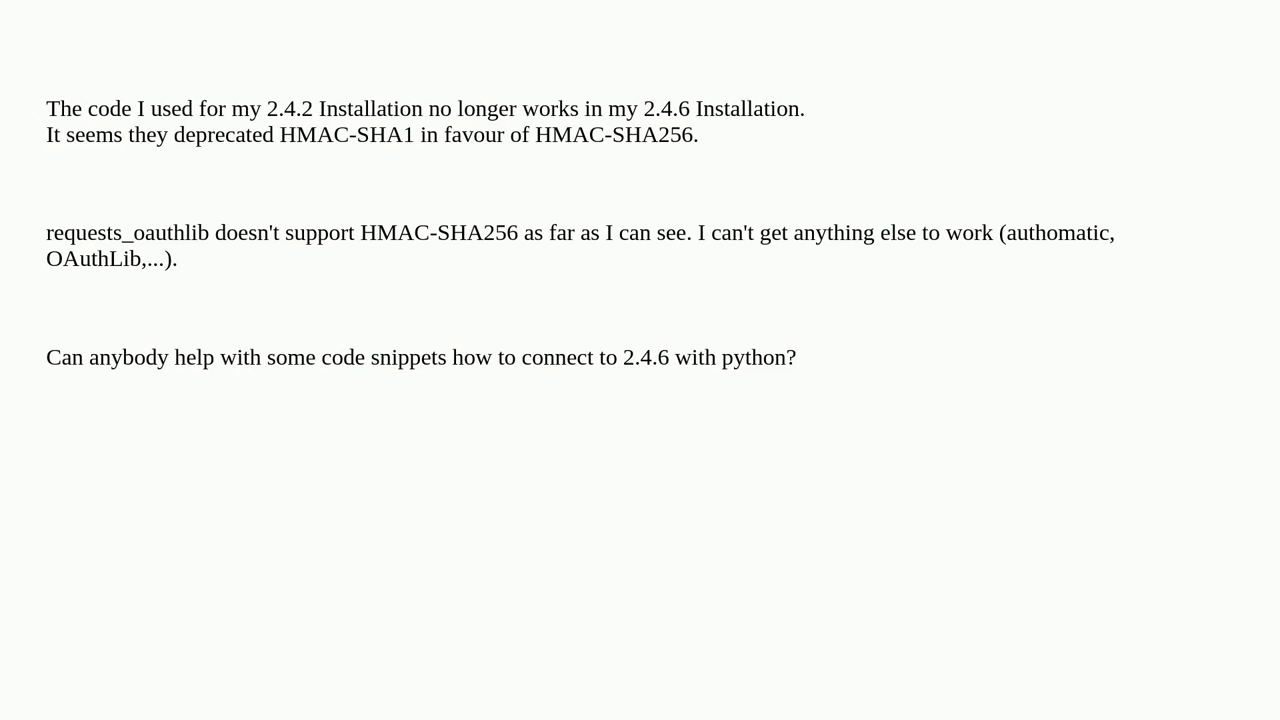 The code I used for my 2.4.2 Installation no longer works in my 2.4.6 Installation.
It seems they deprecated HMAC-SHA1 in favour of HMAC-SHA256.
requests_oauthlib doesn't support HMAC-SHA256 as far as I can see. I can't get anything else to work (authomatic,
OAuthLib,...).
Can anybody help with some code snippets how to connect to 2.4.6 with python?